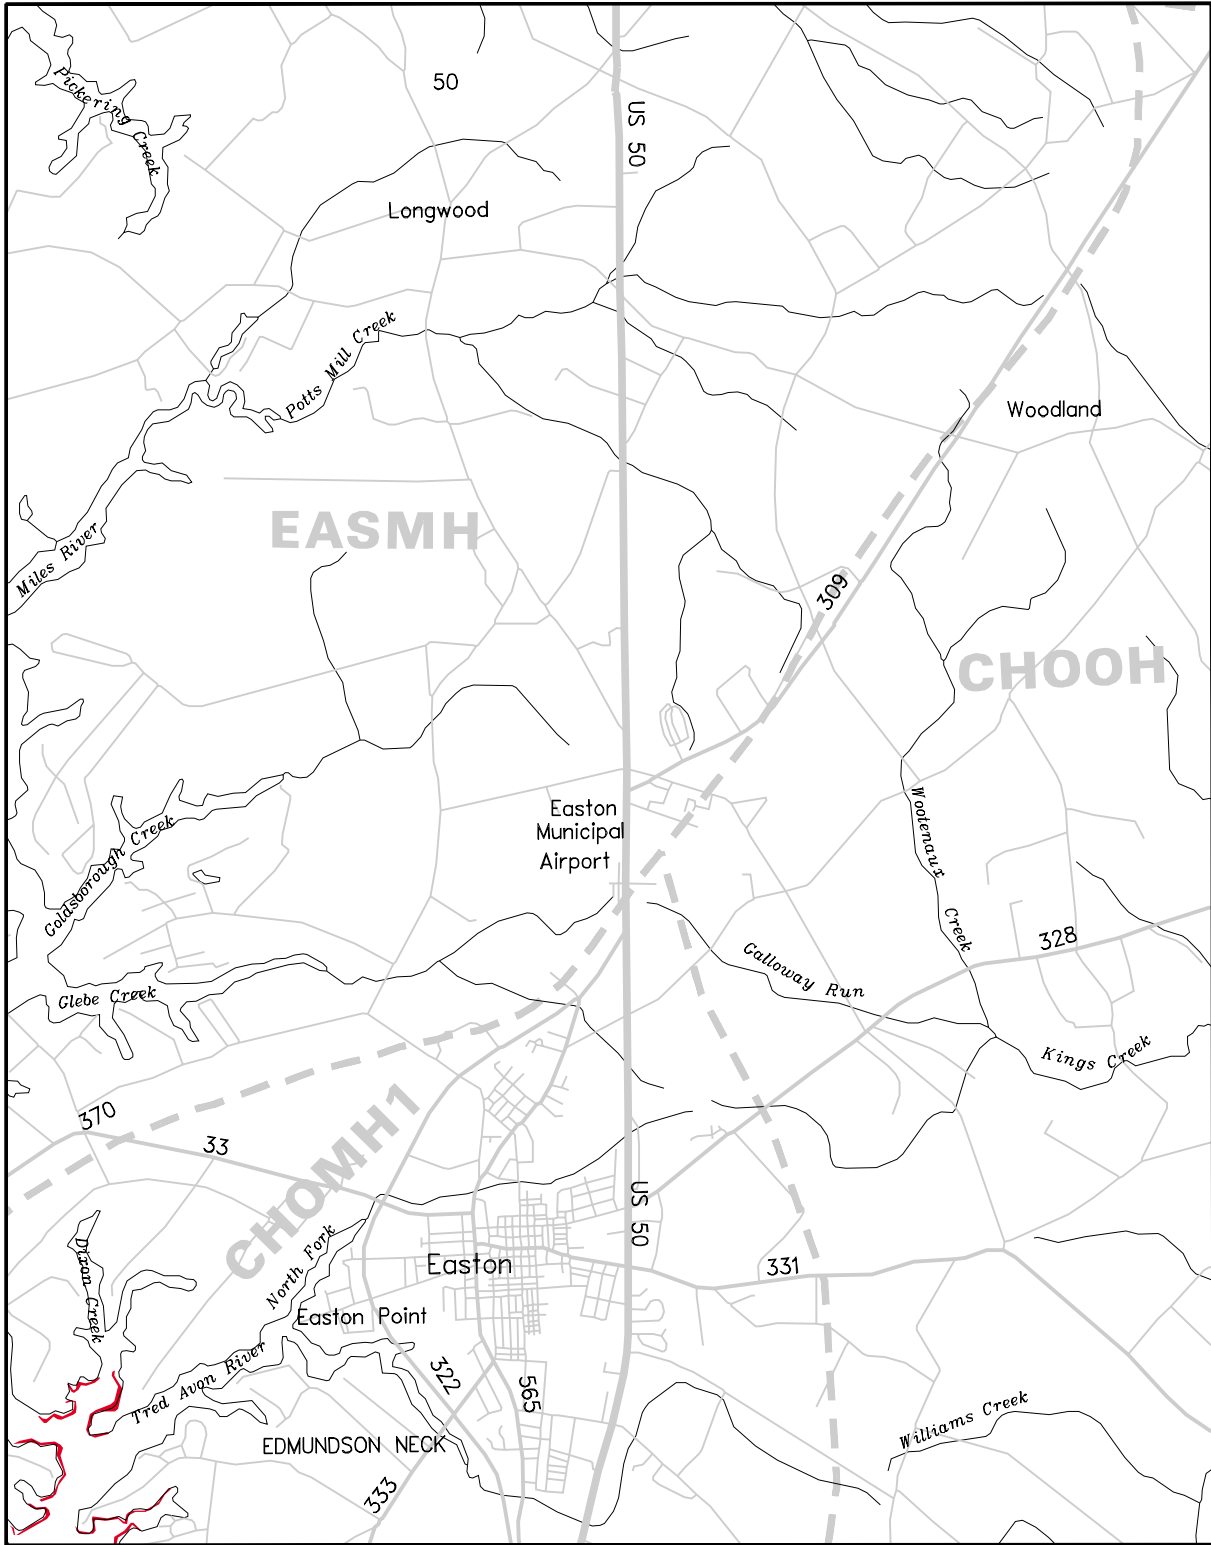 Pickering Creek
50
US 50
Longwood
Potts Mill Creek
Woodland
EASMH
Miles River
309
CHOOH
Easton
Municipal
Airport
Wootenaux Creek
Goldsborough Creek
328
Galloway Run
Glebe Creek
Kings Creek
370
33
CHOMH1
US 50
North Fork
Dixon Creek
Easton
331
Easton Point
Tred Avon River
322
565
Williams Creek
EDMUNDSON NECK
333